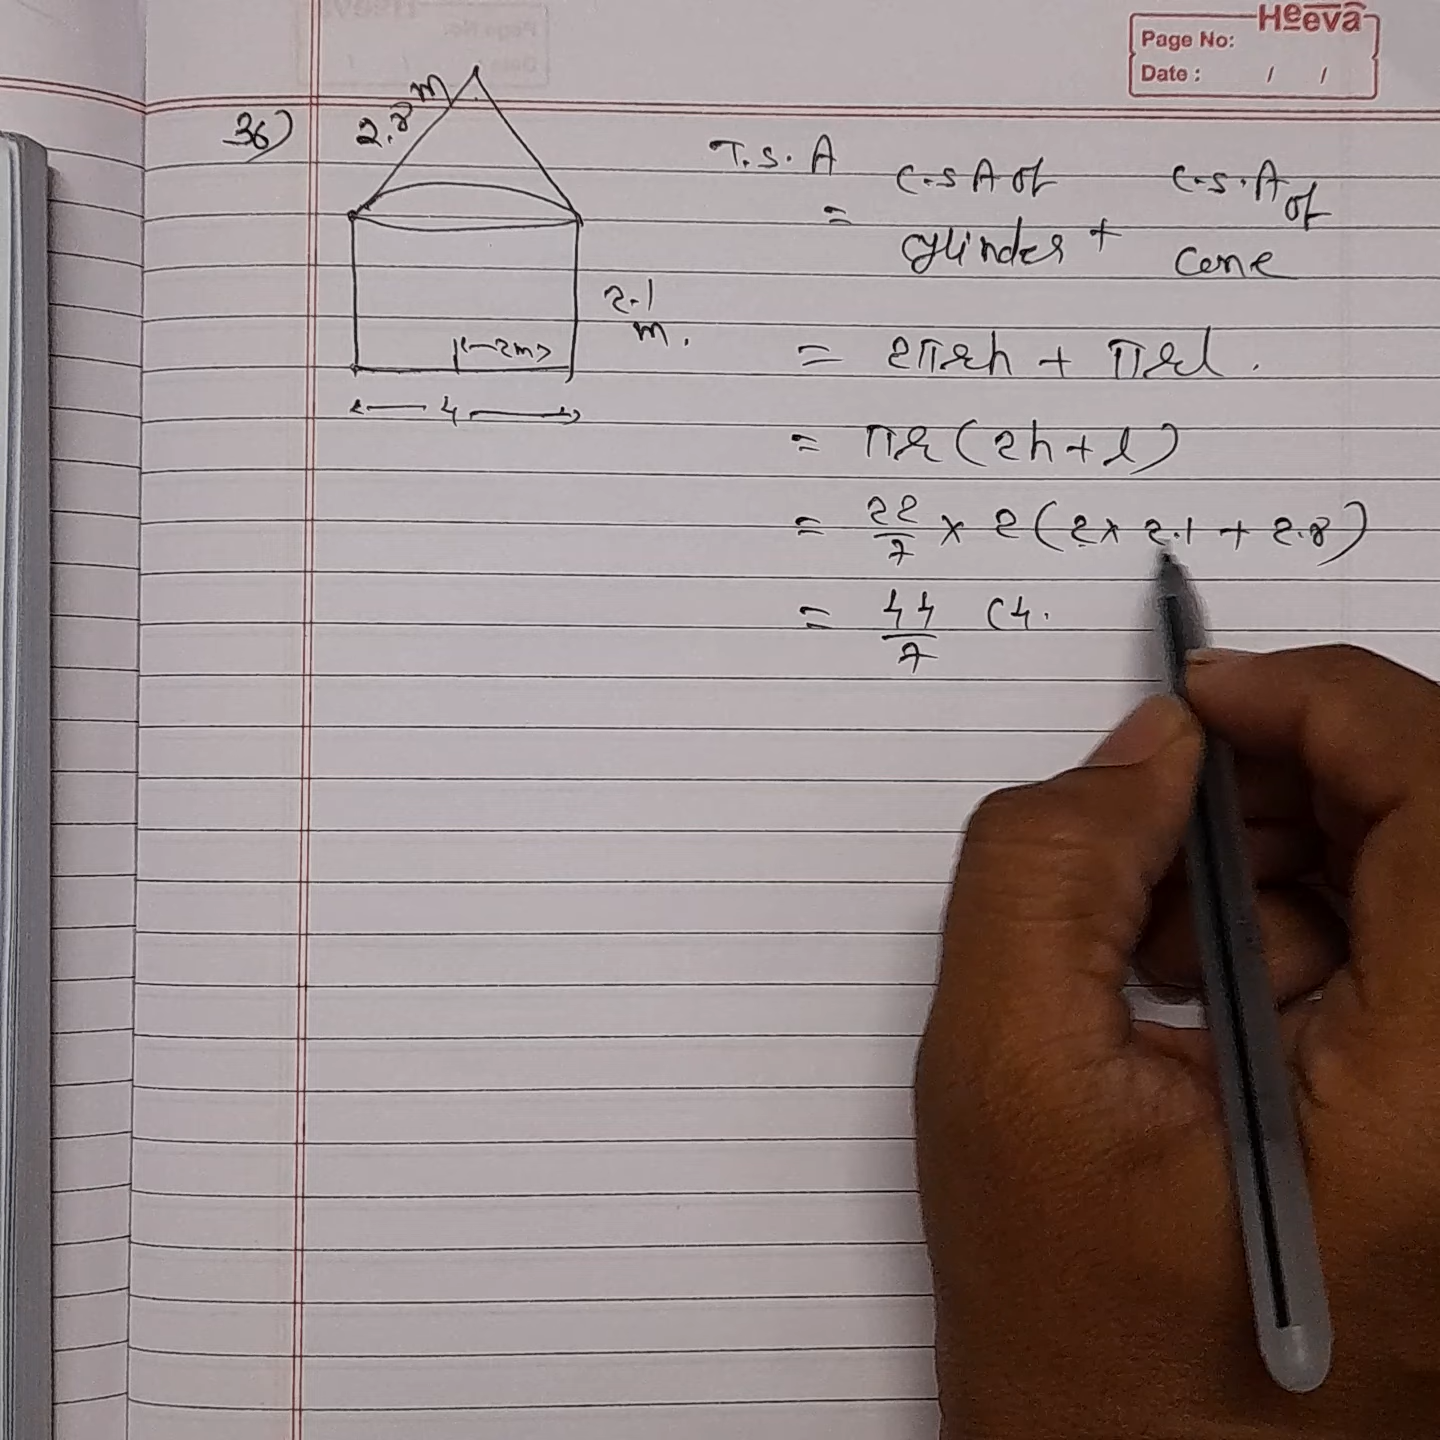 Heeva
Page No:
Date : / /
36)
2.8 m
2.1
m.
2m
4
T.S.A
= C.S A of cylinder + C.S.A of cone
= 2πrh + πrl.
= πr(2h+l)
= 22/7 × 2(2× 2.1 + 2.8)
= 44/7 (4.